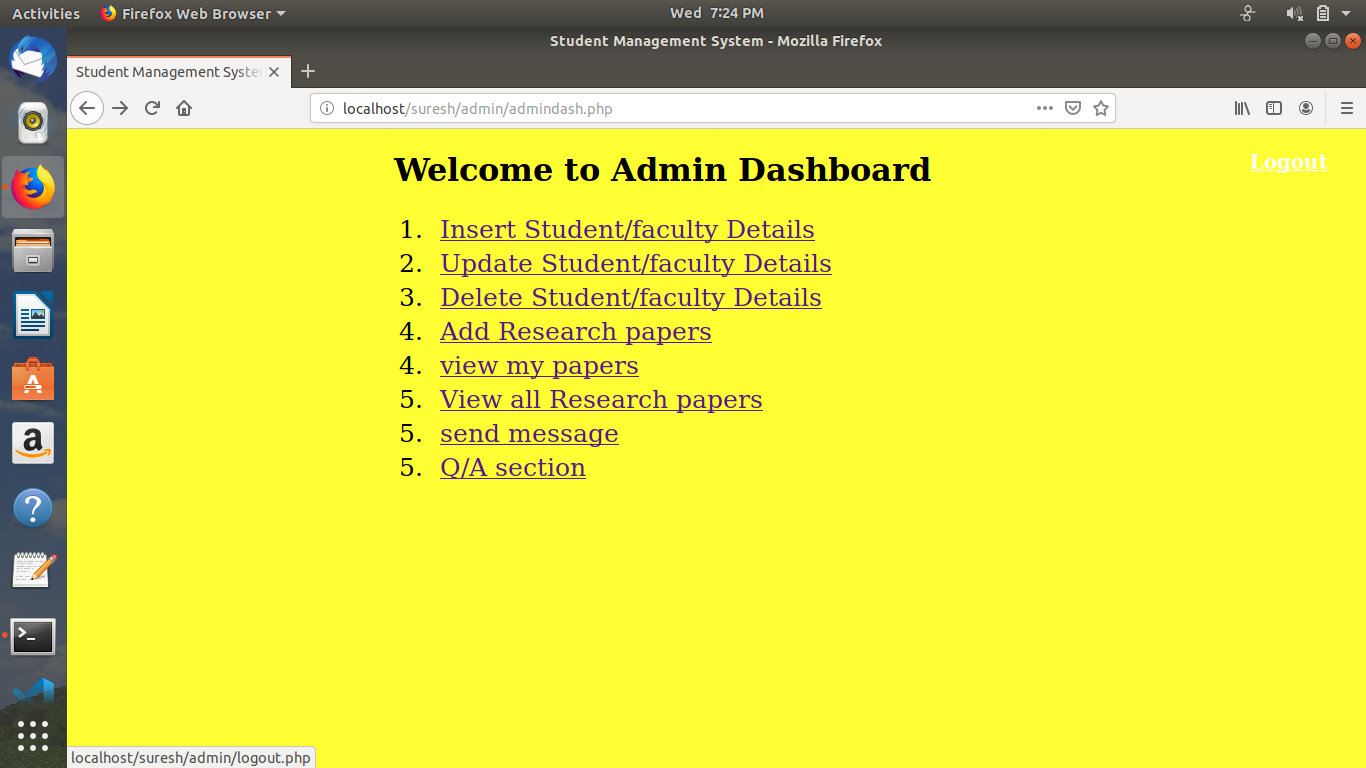 Activities Firefox Web Browser Wed 7:24 PM
Student Management System - Mozilla Firefox
Student Management Syste
localhost/suresh/admin/admindash.php
Welcome to Admin Dashboard Logout
1. Insert Student/faculty Details
2. Update Student/faculty Details
3. Delete Student/faculty Details
4. Add Research papers
4. view my papers
5. View all Research papers
5. send message
5. Q/A section
localhost/suresh/admin/logout.php